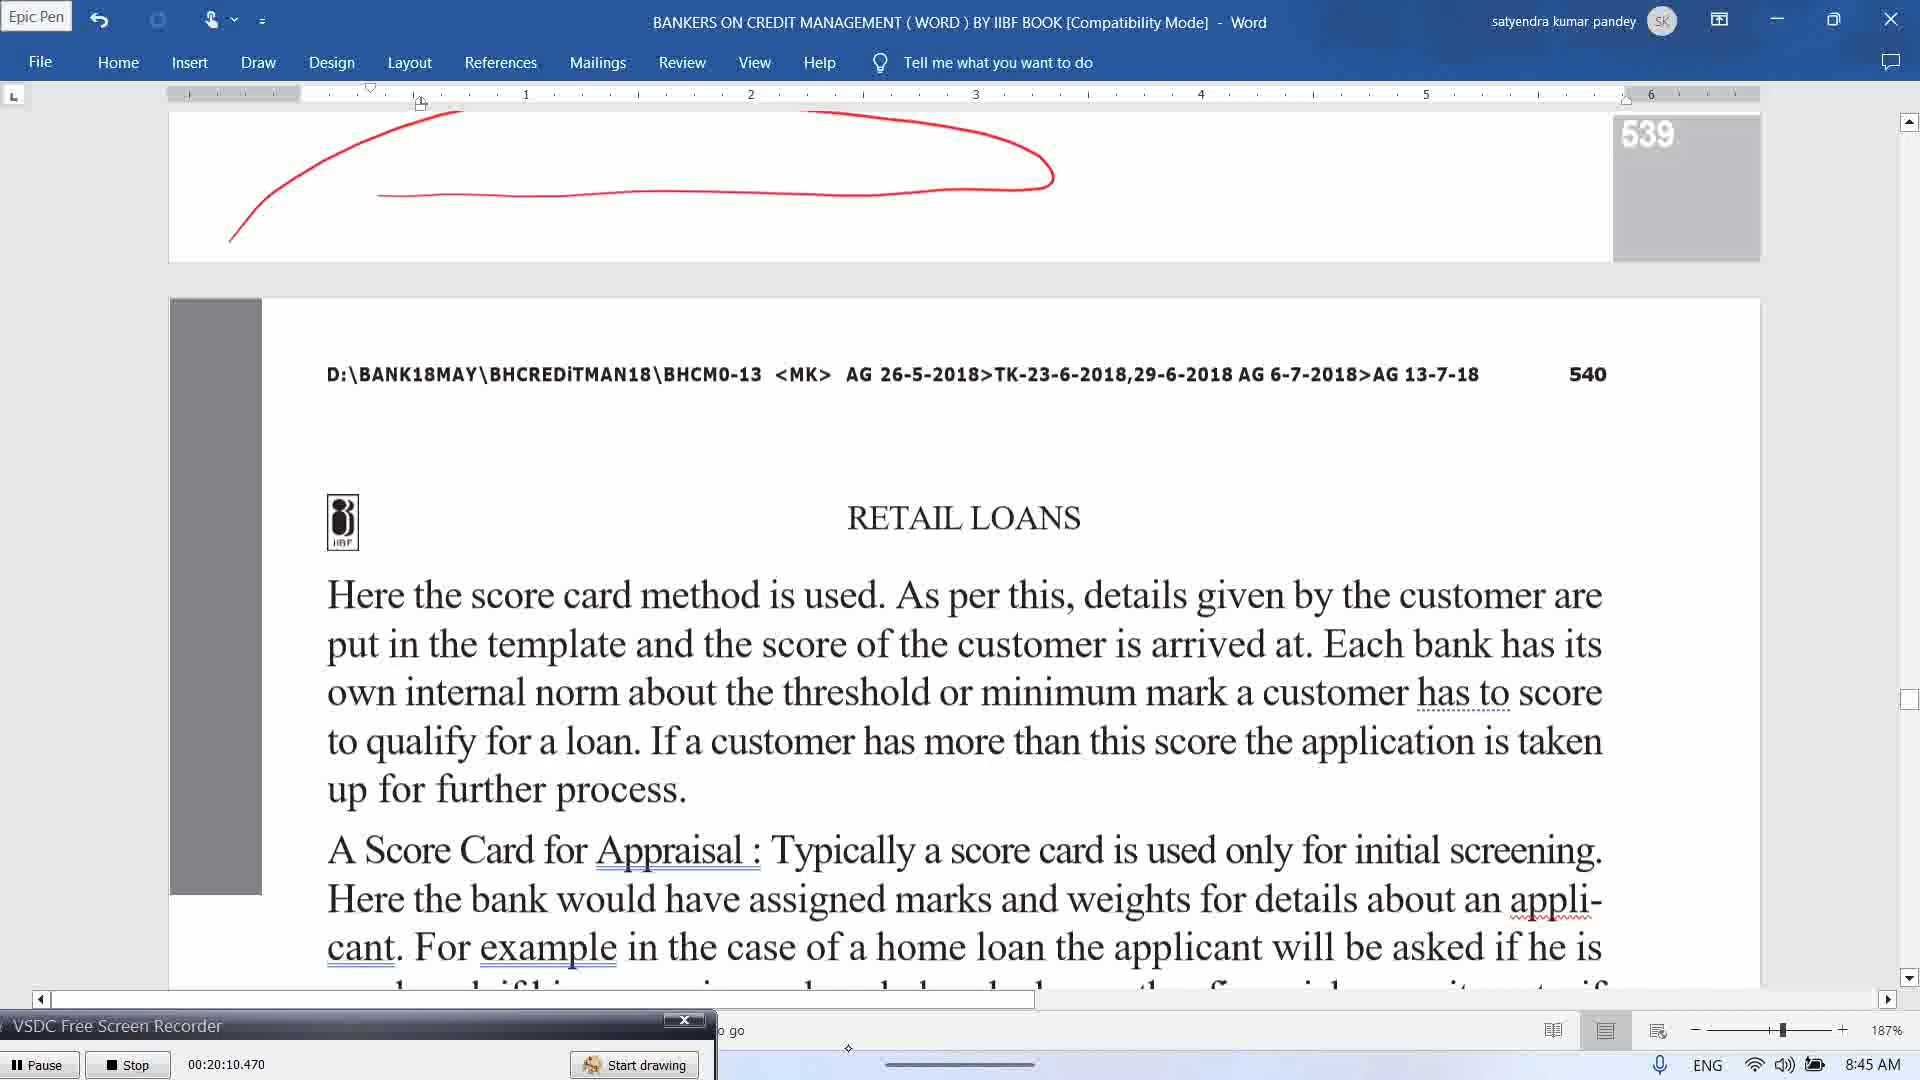 Epic Pen
BANKERS ON CREDIT MANAGEMENT ( WORD ) BY IIBF BOOK [Compatibility Mode] - Word
satyendra kumar pandey
SK
File Home Insert Draw Design Layout References Mailings Review View Help Tell me what you want to do
1 2 3 4 5 6
539
D:\BANK18MAY\BHCREDiTMAN18\BHCM0-13 <MK> AG 26-5-2018>TK-23-6-2018,29-6-2018 AG 6-7-2018>AG 13-7-18 540
IIBF
RETAIL LOANS
Here the score card method is used. As per this, details given by the customer are
put in the template and the score of the customer is arrived at. Each bank has its
own internal norm about the threshold or minimum mark a customer has to score
to qualify for a loan. If a customer has more than this score the application is taken
up for further process.
A Score Card for Appraisal : Typically a score card is used only for initial screening.
Here the bank would have assigned marks and weights for details about an appli-
cant. For example in the case of a home loan the applicant will be asked if he is
VSDC Free Screen Recorder
o go
187%
Pause Stop 00:20:10.470 Start drawing
ENG 8:45 AM